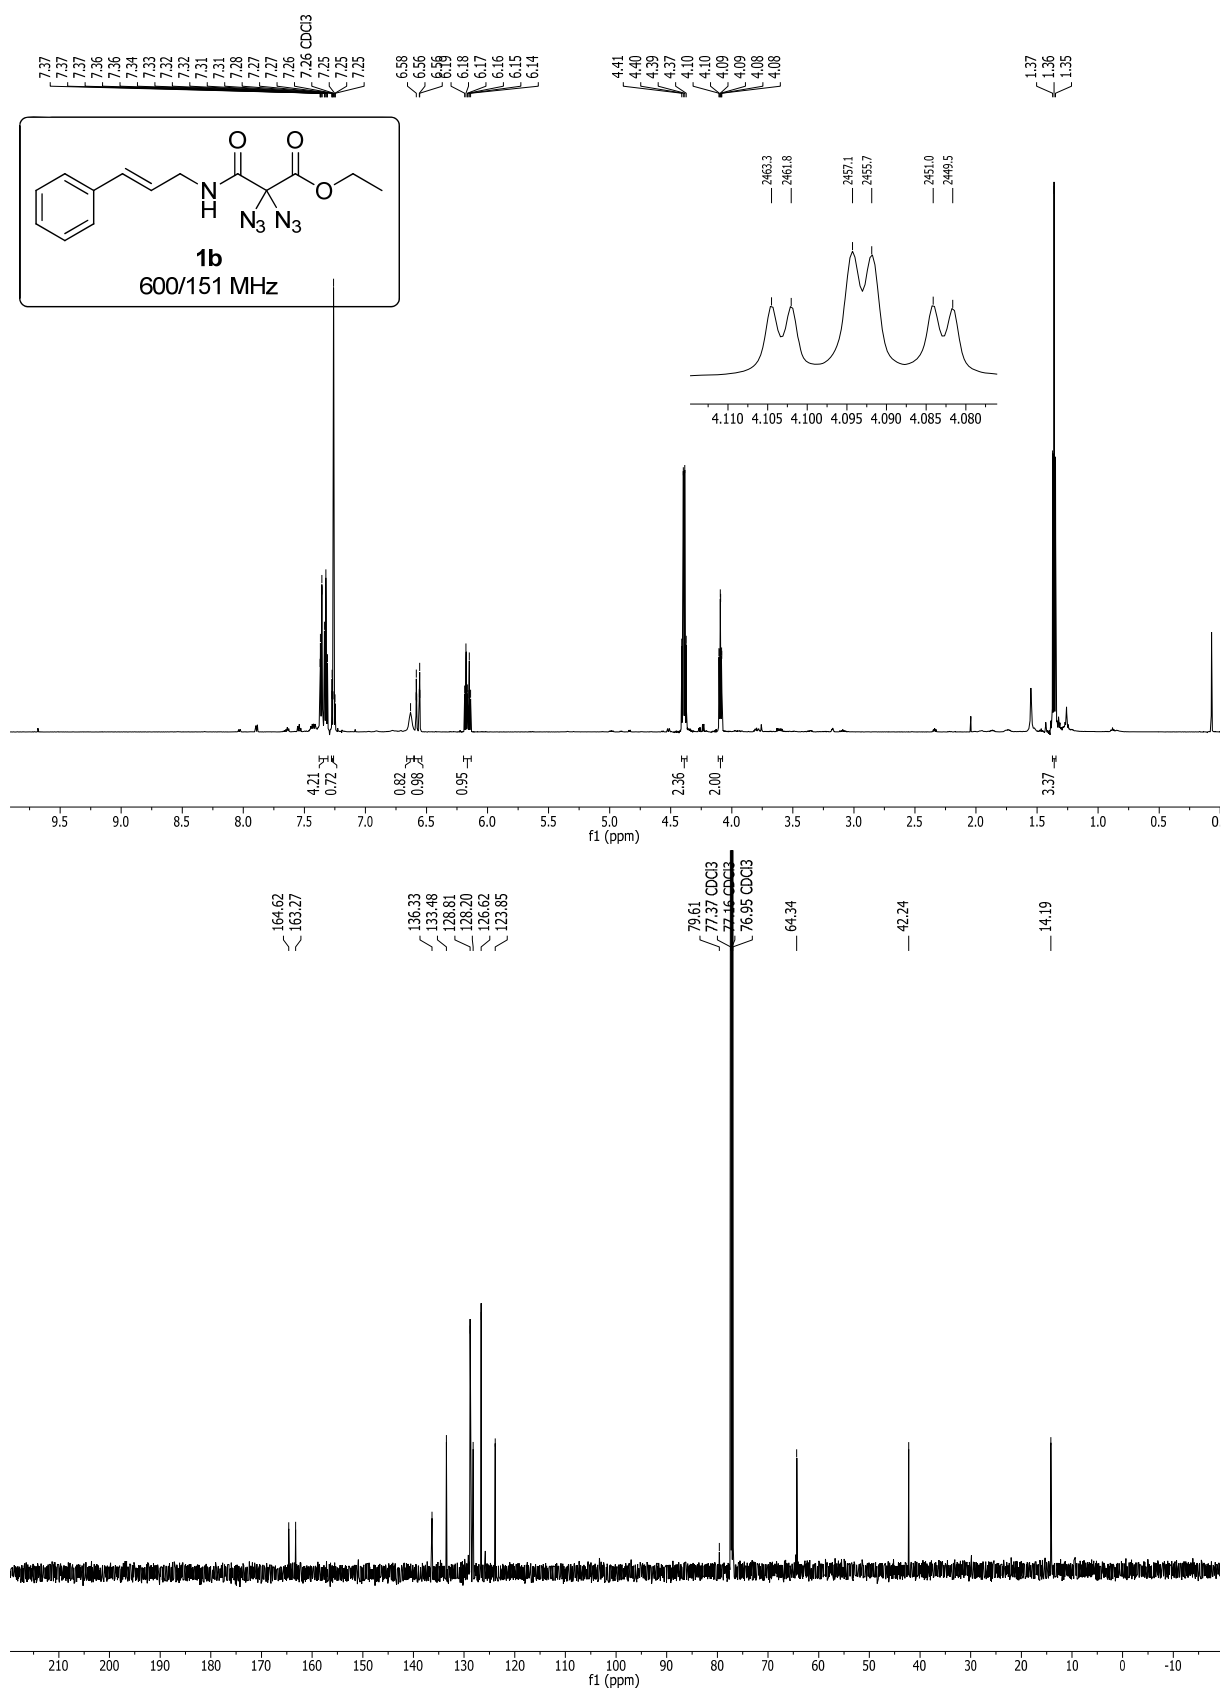 7.37 7.37 7.37 7.36 7.36 7.34 7.33 7.32 7.32 7.31 7.31 7.28 7.27 7.27 7.26 7.26 CDCl3 7.25 7.25 7.25 6.58 6.56 6.56 6.19 6.18 6.17 6.16 6.15 6.14 4.41 4.40 4.39 4.37 4.10 4.10 4.09 4.09 4.08 4.08 1.37 1.36 1.35
O O
N H O
N3 N3
1b
600/151 MHz
2463.3 2461.8 2457.1 2455.7 2451.0 2449.5
4.110 4.105 4.100 4.095 4.090 4.085 4.080
4.21 0.72 0.82 0.98 0.95 2.36 2.00 3.37
9.5 9.0 8.5 8.0 7.5 7.0 6.5 6.0 5.5 5.0 4.5 4.0 3.5 3.0 2.5 2.0 1.5 1.0 0.5
f1 (ppm)
164.62 163.27 136.33 133.48 128.81 128.20 126.62 123.85 79.61 77.37 CDCl3 77.16 CDCl3 76.95 CDCl3 64.34 42.24 14.19
210 200 190 180 170 160 150 140 130 120 110 100 90 80 70 60 50 40 30 20 10 0 -10
f1 (ppm)